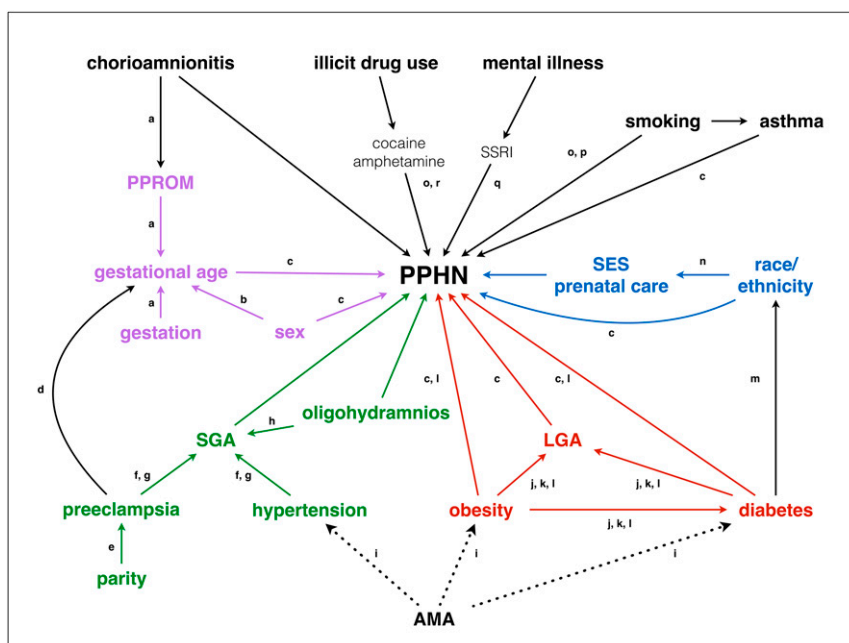 chorioamnionitis
illicit drug use
mental illness
smoking
asthma
a
cocaine
amphetamine
SSRI
o, p
c
o, r
q
PPROM
a
gestational age
c
PPHN
SES
prenatal care
n
race/
ethnicity
a
b
c
gestation
sex
c
d
c, l
c
c, l
m
oligohydramnios
h
SGA
LGA
f, g
f, g
j, k, l
j, k, l
preeclampsia
hypertension
obesity
j, k, l
diabetes
e
i
i
i
parity
AMA